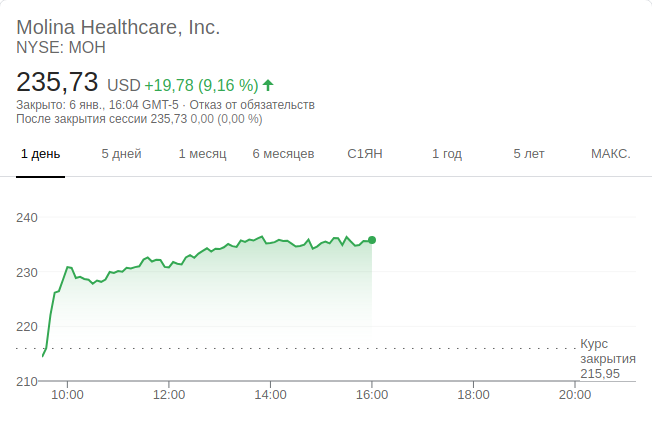 Molina Healthcare, Inc.
NYSE: MOH
235,73 USD +19,78 (9,16 %)
Закрыто: 6 янв., 16:04 GMT-5 · Отказ от обязательств
После закрытия сессии 235,73 0,00 (0,00 %)
1 день 5 дней 1 месяц 6 месяцев С1ЯН 1 год 5 лет МАКС.
240
230
220
210
Курс
закрытия
215,95
10:00 12:00 14:00 16:00 18:00 20:00